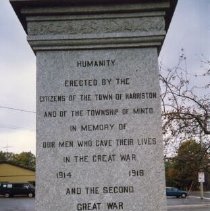 HUMANITY
ERECTED BY THE
CITIZENS OF THE TOWN OF HARRISTON
AND OF THE TOWNSHIP OF MINTO
IN MEMORY OF
OUR MEN WHO GAVE THEIR LIVES
IN THE GREAT WAR
1914 1918
AND THE SECOND
GREAT WAR